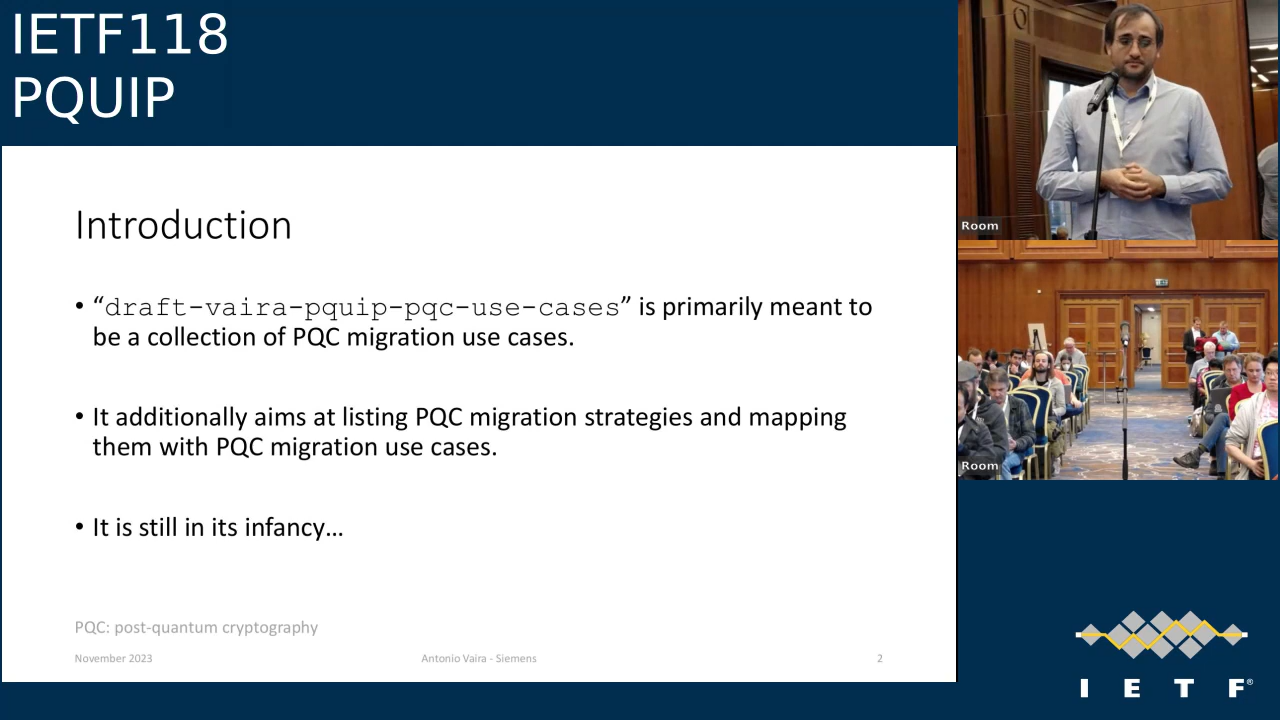 IETF118
PQUIP
Introduction
• “draft-vaira-pquip-pqc-use-cases” is primarily meant to
be a collection of PQC migration use cases.
• It additionally aims at listing PQC migration strategies and mapping
them with PQC migration use cases.
• It is still in its infancy…
PQC: post-quantum cryptography
November 2023
Antonio Vaira - Siemens
2
Room
Room
I E T F®